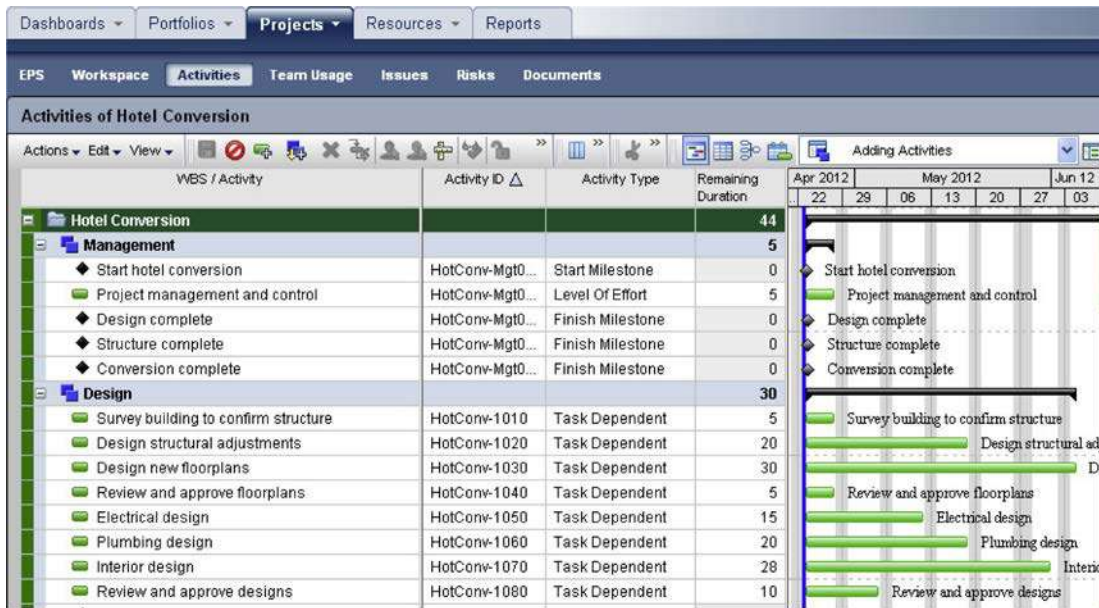 Dashboards Portfolios Projects Resources Reports
EPS Workspace Activities Team Usage Issues Risks Documents
Activities of Hotel Conversion
Actions Edit View » » » Adding Activities
WBS / Activity Activity ID △ Activity Type Remaining Duration Apr 2012 May 2012 Jun 12
22 29 06 13 20 27 03
Hotel Conversion 44
Management 5
Start hotel conversion HotConv-Mgt0... Start Milestone 0 Start hotel conversion
Project management and control HotConv-Mgt0... Level Of Effort 5 Project management and control
Design complete HotConv-Mgt0... Finish Milestone 0 Design complete
Structure complete HotConv-Mgt0... Finish Milestone 0 Structure complete
Conversion complete HotConv-Mgt0... Finish Milestone 0 Conversion complete
Design 30
Survey building to confirm structure HotConv-1010 Task Dependent 5 Survey building to confirm structure
Design structural adjustments HotConv-1020 Task Dependent 20 Design structural ad
Design new floorplans HotConv-1030 Task Dependent 30 D
Review and approve floorplans HotConv-1040 Task Dependent 5 Review and approve floorplans
Electrical design HotConv-1050 Task Dependent 15 Electrical design
Plumbing design HotConv-1060 Task Dependent 20 Plumbing design
Interior design HotConv-1070 Task Dependent 28 Interio
Review and approve designs HotConv-1080 Task Dependent 10 Review and approve designs